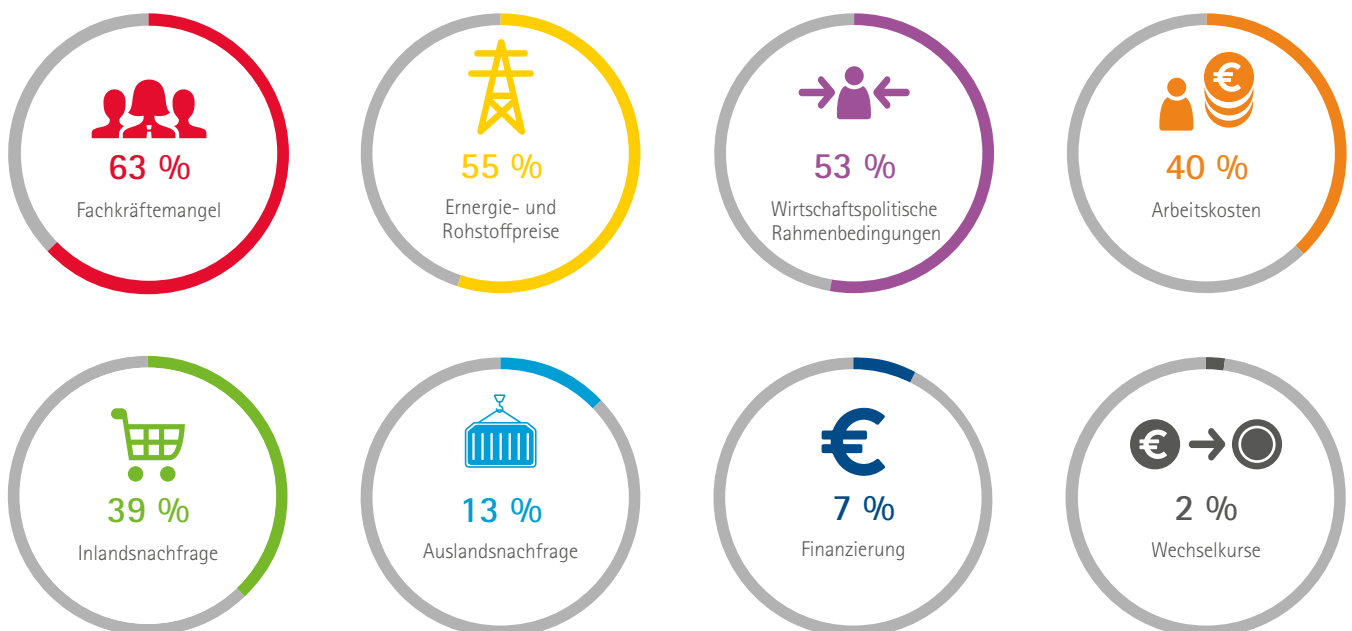 63 %
Fachkräftemangel
55 %
Ernergie- und
Rohstoffpreise
53 %
Wirtschaftspolitische
Rahmenbedingungen
€
40 %
Arbeitskosten
39 %
Inlandsnachfrage
13 %
Auslandsnachfrage
€
7 %
Finanzierung
€
2 %
Wechselkurse